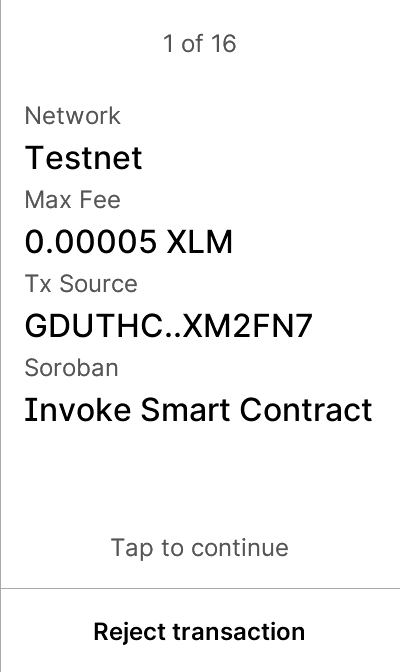 1 of 16
Network
Testnet
Max Fee
0.00005 XLM
Tx Source
GDUTHC..XM2FN7
Soroban
Invoke Smart Contract
Tap to continue
Reject transaction